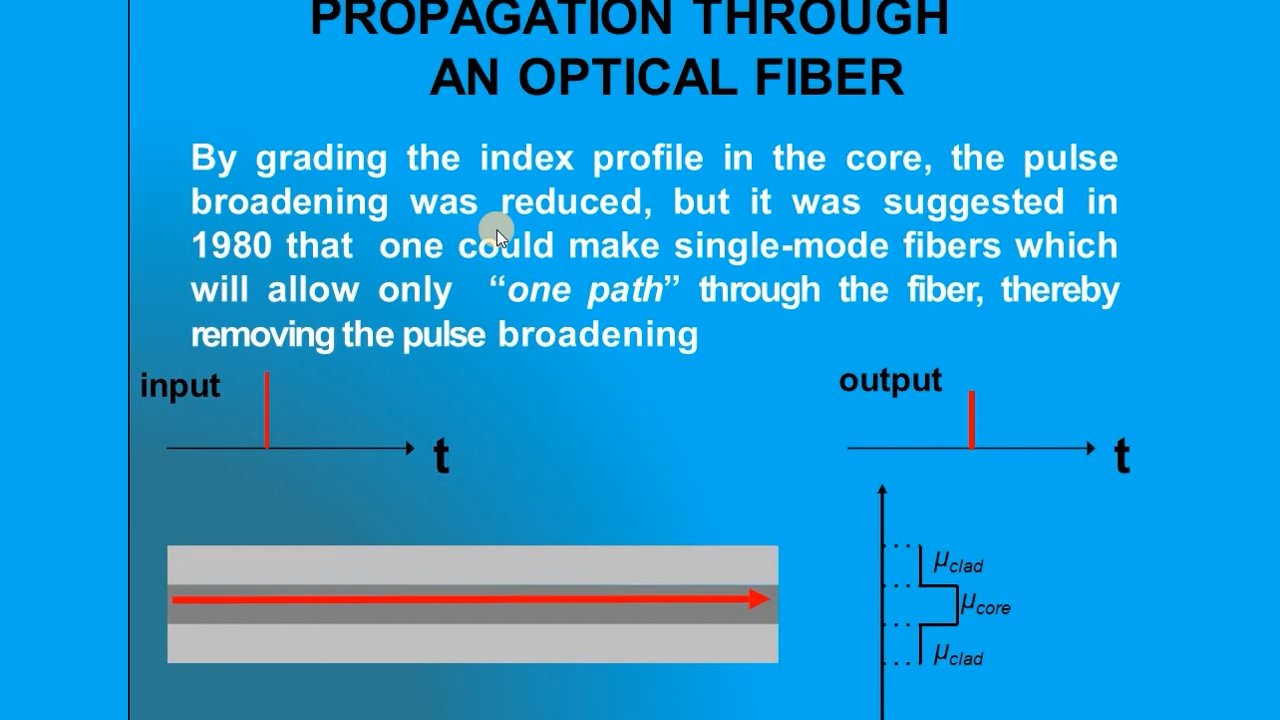 PROPAGATION THROUGH
AN OPTICAL FIBER
By grading the index profile in the core, the pulse
broadening was reduced, but it was suggested in
1980 that one could make single-mode fibers which
will allow only “one path” through the fiber, thereby
removing the pulse broadening
input
output
t
t
μclad
μcore
μclad